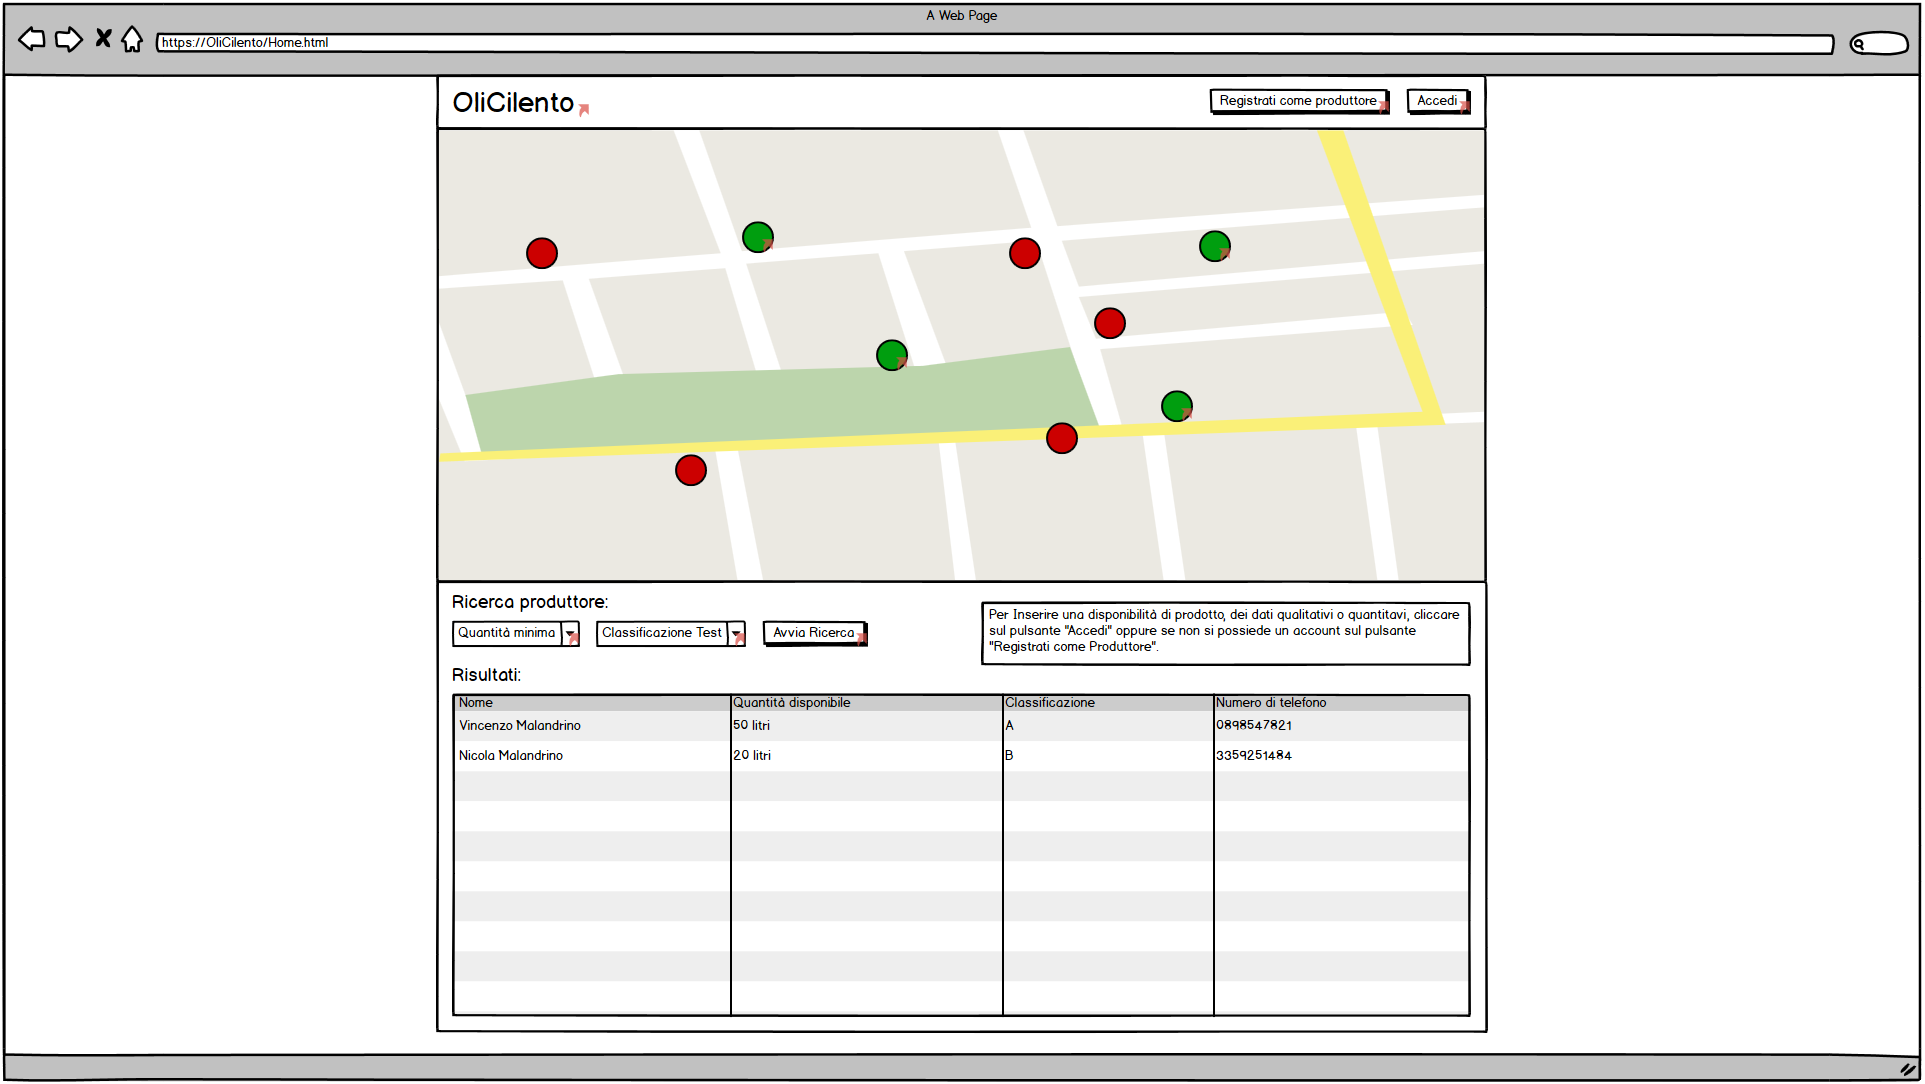 A Web Page
https://OliCilento/Home.html
OliCilento
Registrati come produttore
Accedi
Ricerca produttore:
Quantità minima
Classificazione Test
Avvia Ricerca
Per Inserire una disponibilità di prodotto, dei dati qualitativi o quantitavi, cliccare
sul pulsante "Accedi" oppure se non si possiede un account sul pulsante
"Registrati come Produttore".
Risultati:
Nome Quantità disponibile Classificazione Numero di telefono
Vincenzo Malandrino 50 litri A 0898547821
Nicola Malandrino 20 litri B 3359251484